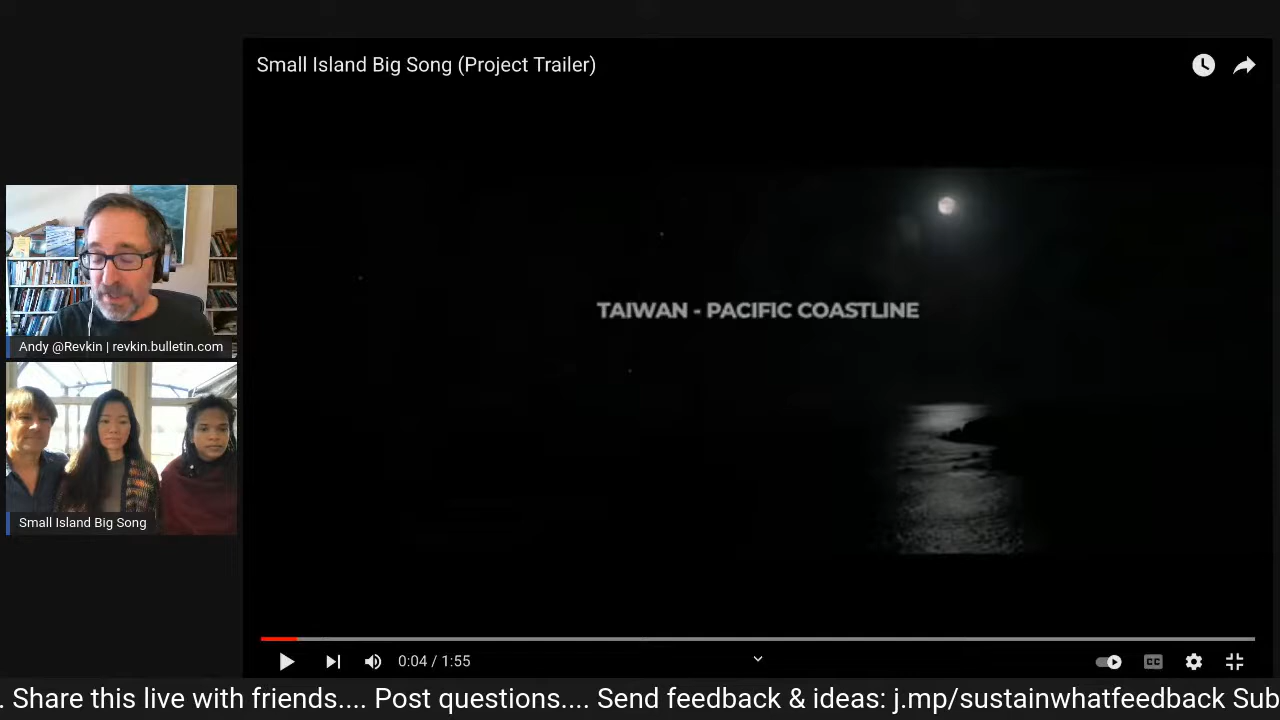 Small Island Big Song (Project Trailer)
TAIWAN - PACIFIC COASTLINE
Andy @Revkin | revkin.bulletin.com
Small Island Big Song
0:04 / 1:55
CC
. Share this live with friends.... Post questions.... Send feedback & ideas: j.mp/sustainwhatfeedback Sub